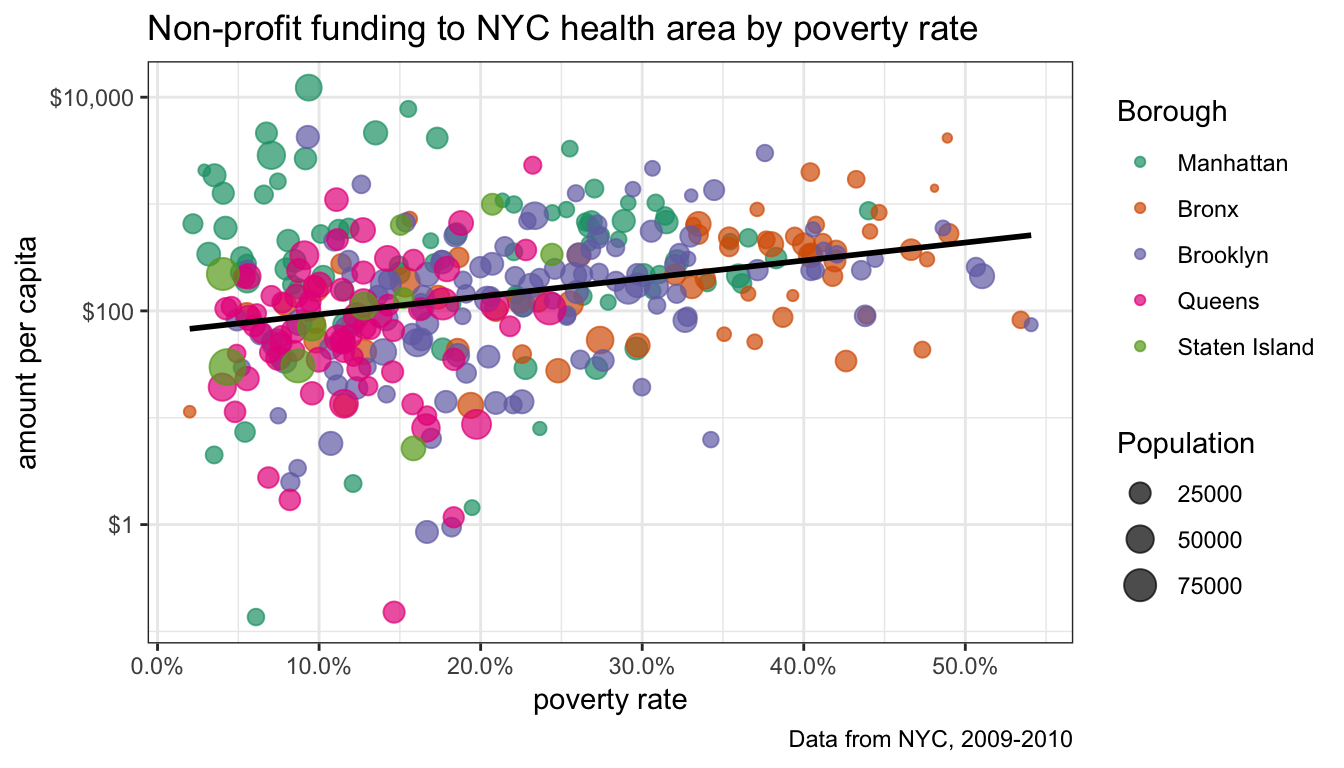 Non-profit funding to NYC health area by poverty rate
$10,000
$100
$1
amount per capita
0.0%
10.0%
20.0%
30.0%
40.0%
50.0%
poverty rate
Data from NYC, 2009-2010
Borough
Manhattan
Bronx
Brooklyn
Queens
Staten Island
Population
25000
50000
75000